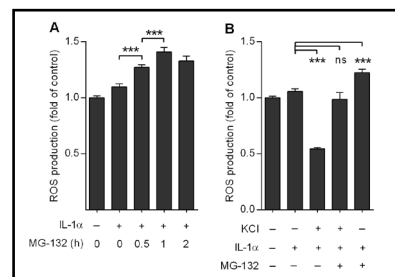 A
ROS production (fold of control)
1.5
1.0
0.5
0.0
***
***
IL-1α – + + + +
MG-132 (h) 0 0 0.5 1 2
B
ROS production (fold of control)
1.5
1.0
0.5
0.0
*** ns ***
KCl – – + + –
IL-1α – + + + +
MG-132 – – – + +